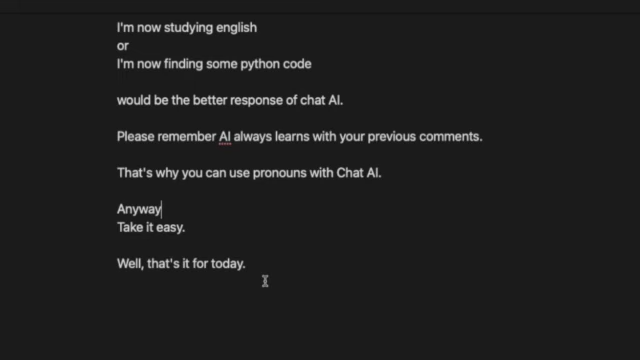 I'm now studying english
or
I'm now finding some python code
would be the better response of chat AI.
Please remember AI always learns with your previous comments.
That's why you can use pronouns with Chat AI.
Anyway
Take it easy.
Well, that's it for today.